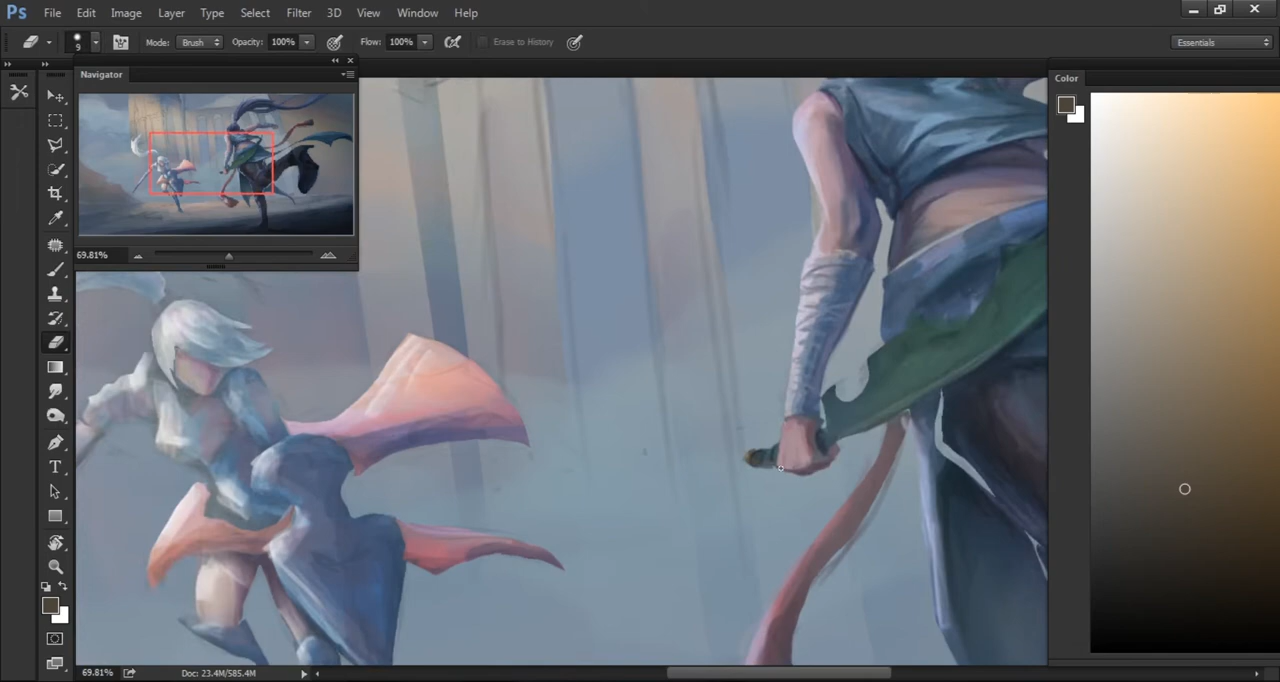 Ps File Edit Image Layer Type Select Filter 3D View Window Help
9 Mode: Brush Opacity: 100% Flow: 100% Erase to History Essentials
Navigator
Color
69.81%
T
69.81% Doc: 23.4M/585.4M